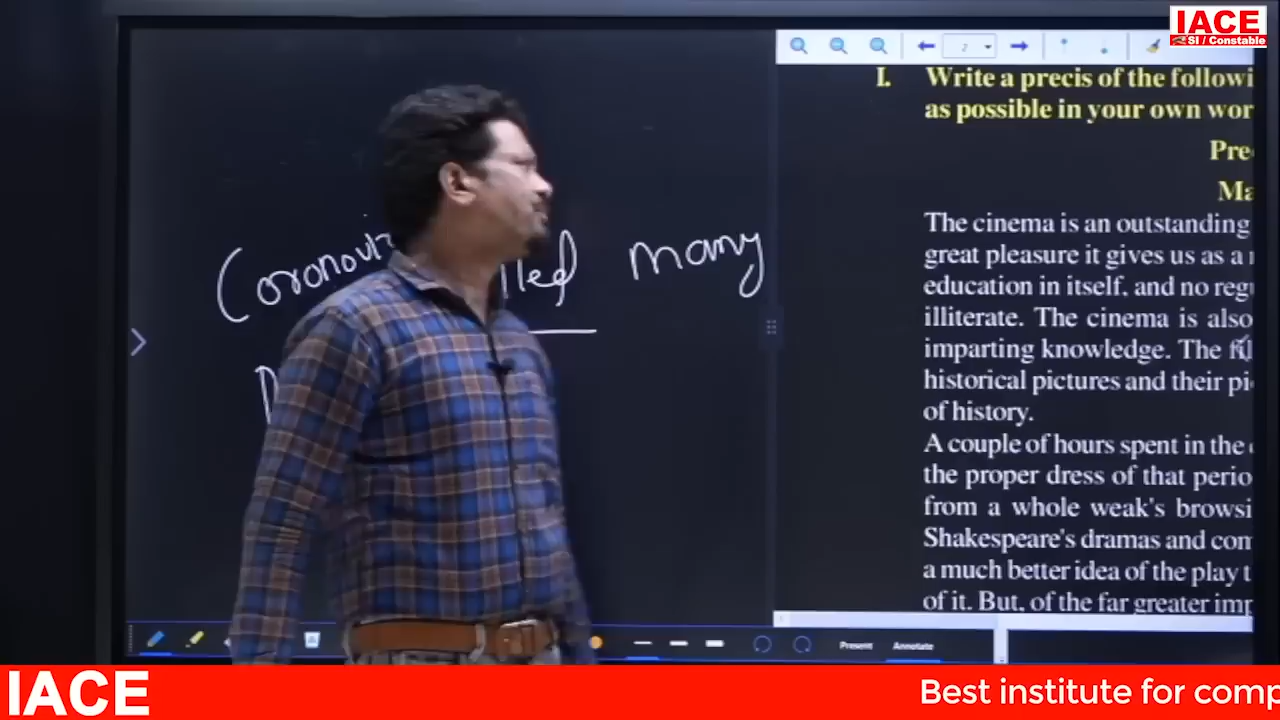 IACE
SI / Constable
2
I. Write a precis of the followi
as possible in your own wor
Pre
Ma
The cinema is an outstanding
great pleasure it gives us as a
education in itself, and no regu
illiterate. The cinema is also
imparting knowledge. The fil
historical pictures and their pi
of history.
A couple of hours spent in the
the proper dress of that perio
from a whole weak's browsi
Shakespeare's dramas and com
a much better idea of the play t
of it. But, of the far greater imp
many
Present Annotate
IACE
Best institute for comp